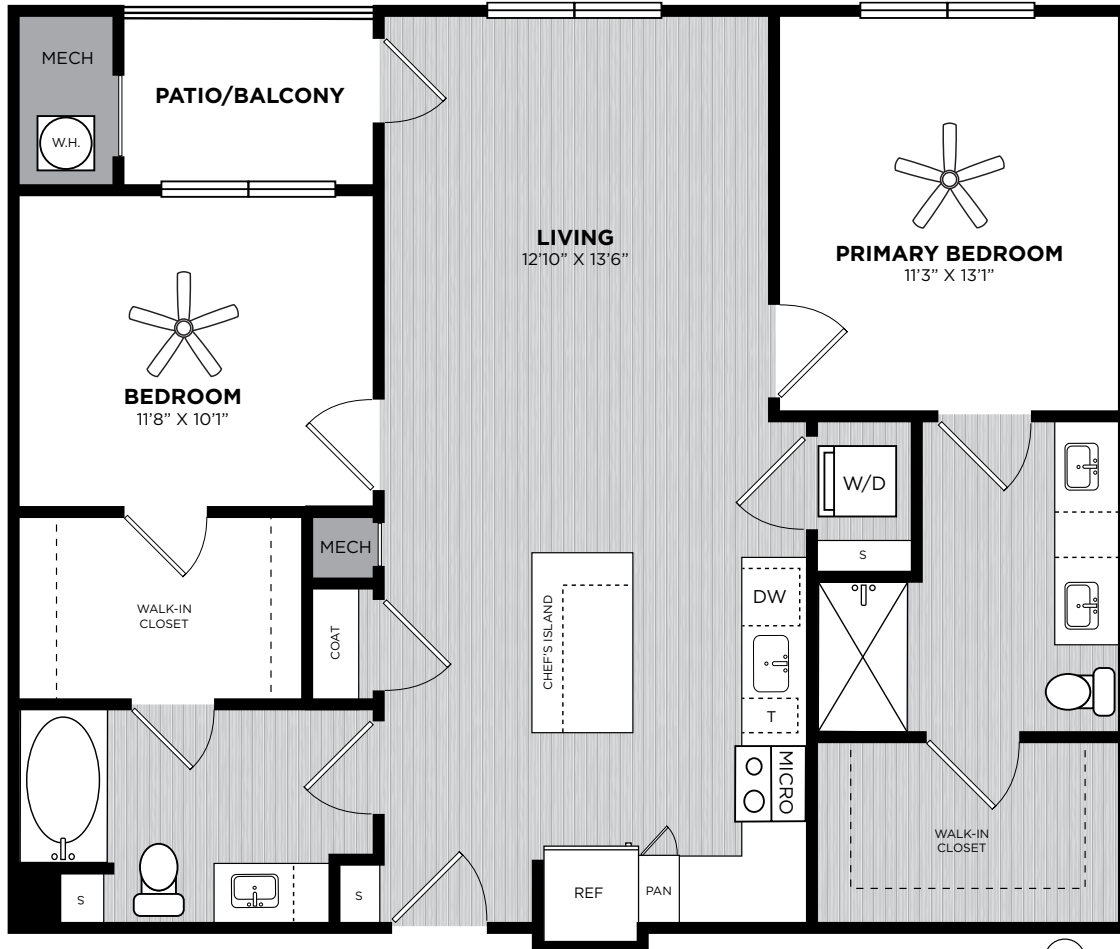 MECH
W.H.
PATIO/BALCONY
LIVING
12'10” X 13'6”
PRIMARY BEDROOM
11'3” X 13'1”
BEDROOM
11'8” X 10'1”
W/D
S
MECH
WALK-IN
CLOSET
COAT
CHEF'S ISLAND
DW
T
MICRO
WALK-IN
CLOSET
REF
PAN
S
S